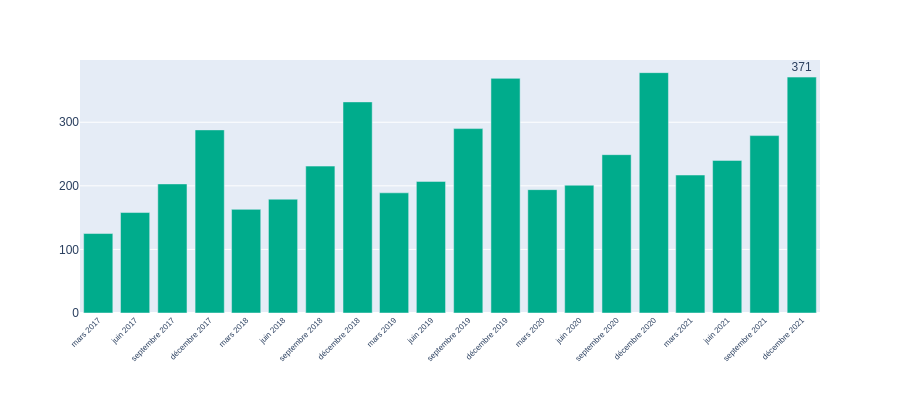 371
300
200
100
0
mars 2017
juin 2017
septembre 2017
décembre 2017
mars 2018
juin 2018
septembre 2018
décembre 2018
mars 2019
juin 2019
septembre 2019
décembre 2019
mars 2020
juin 2020
septembre 2020
décembre 2020
mars 2021
juin 2021
septembre 2021
décembre 2021